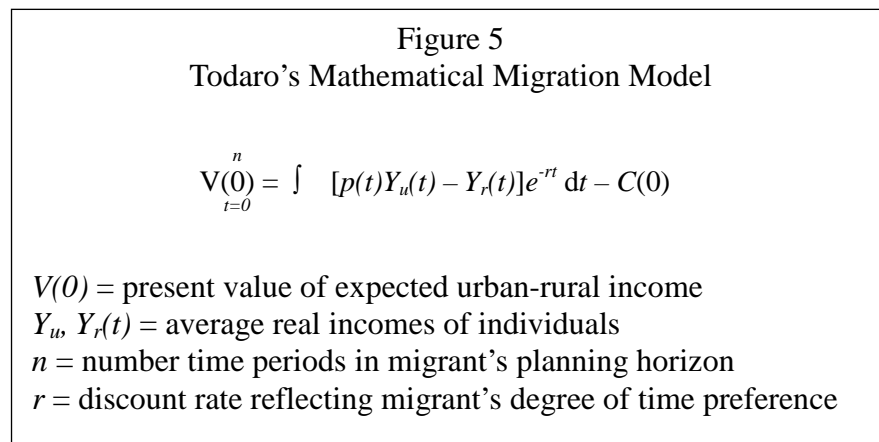 Figure 5
Todaro’s Mathematical Migration Model
n
V(0) = ∫ [p(t)Yu(t) – Yr(t)]e-rt dt – C(0)
t=0
V(0) = present value of expected urban-rural income
Yu, Yr(t) = average real incomes of individuals
n = number time periods in migrant’s planning horizon
r = discount rate reflecting migrant’s degree of time preference